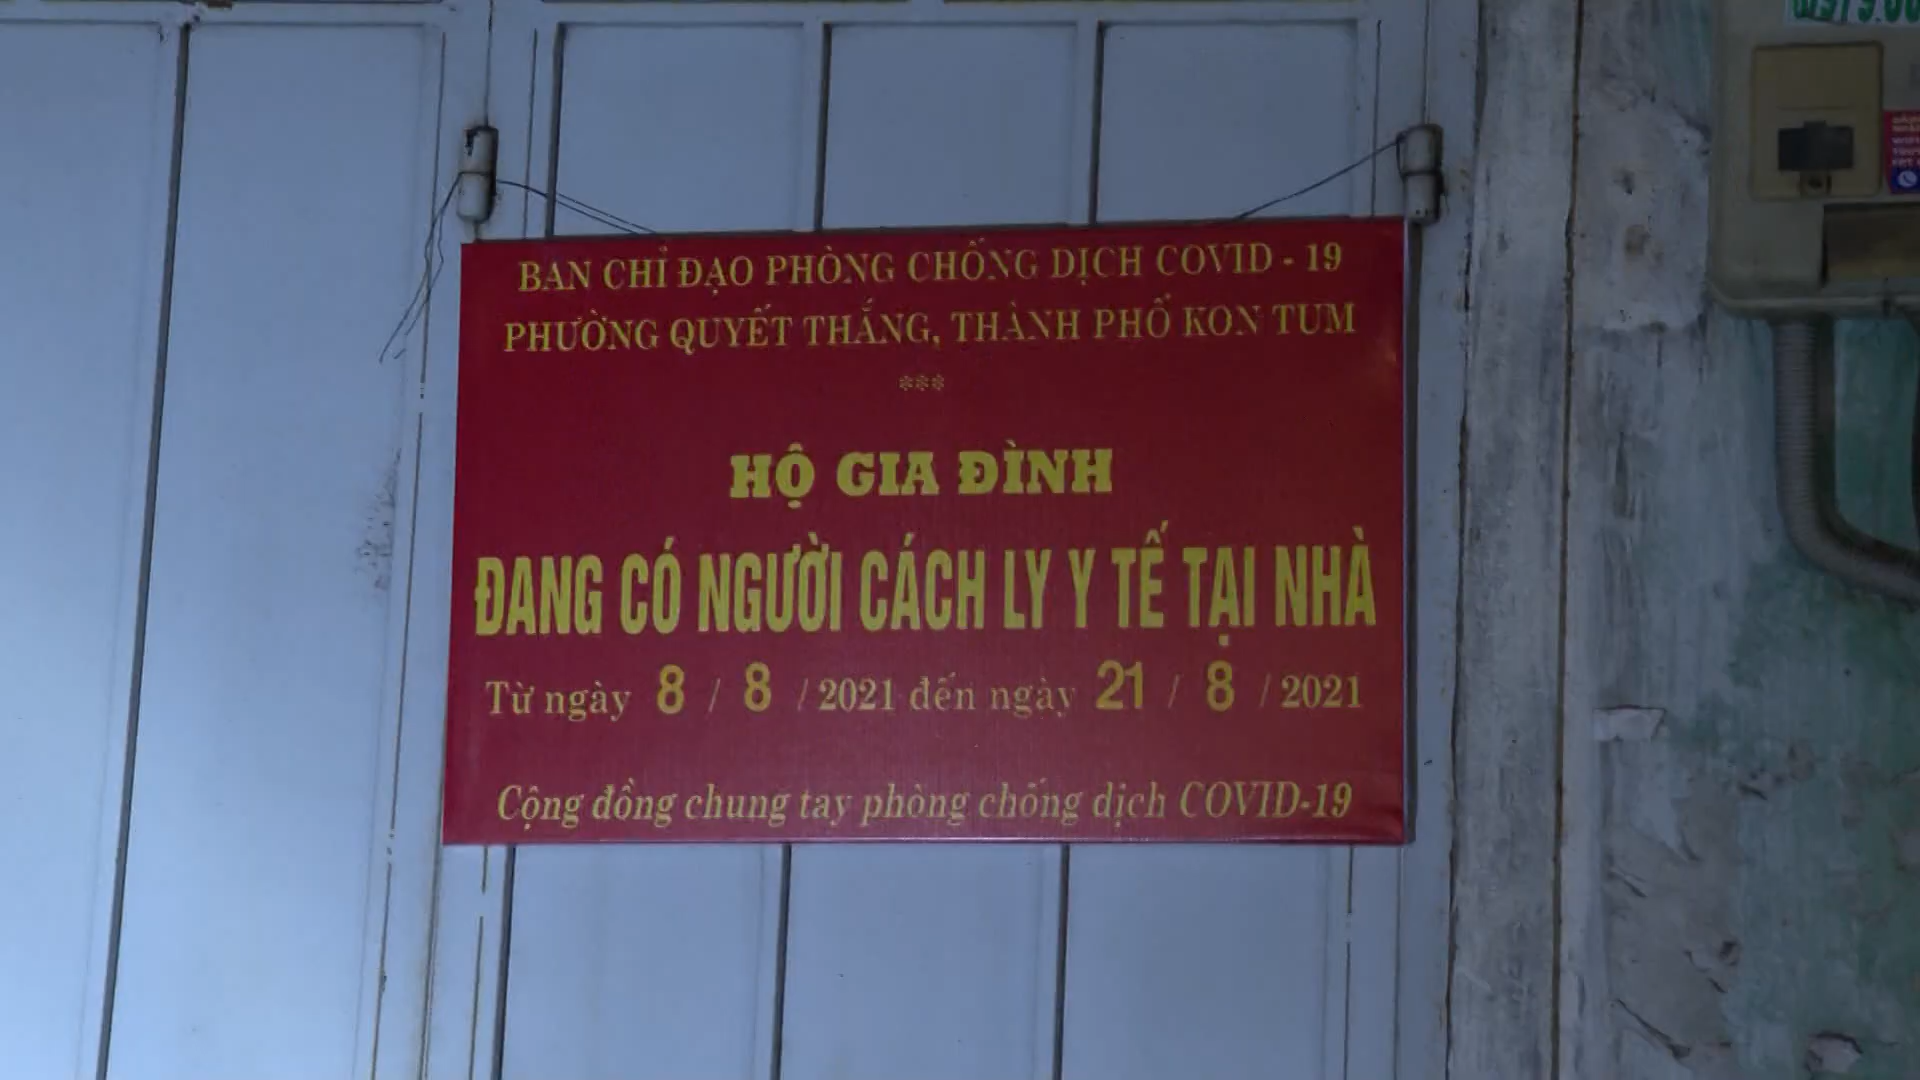 BAN CHỈ ĐẠO PHÒNG CHỐNG DỊCH COVID - 19
PHƯỜNG QUYẾT THẮNG, THÀNH PHỐ KON TUM
***
HỘ GIA ĐÌNH
ĐANG CÓ NGƯỜI CÁCH LY Y TẾ TẠI NHÀ
Từ ngày 8 / 8 / 2021 đến ngày 21 / 8 / 2021
Cộng đồng chung tay phòng chống dịch COVID-19